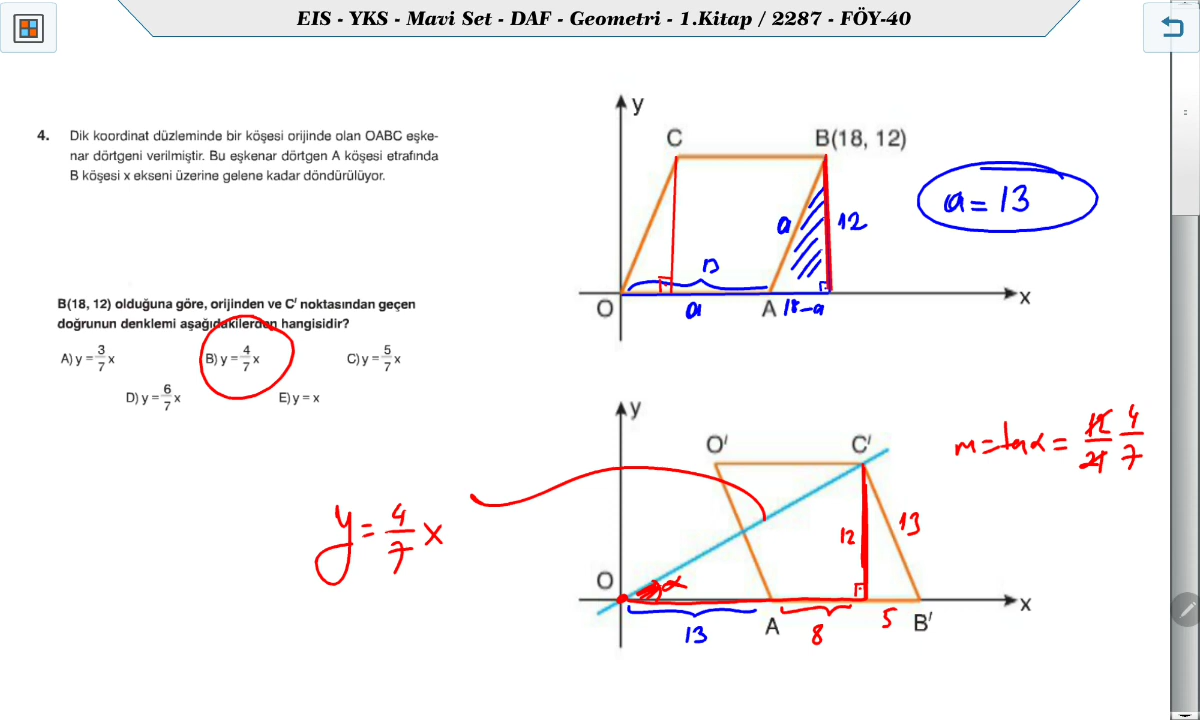 EIS - YKS - Mavi Set - DAF - Geometri - 1.Kitap / 2287 - FÖY-40
4. Dik koordinat düzleminde bir köşesi orijinde olan OABC eşke-
nar dörtgeni verilmiştir. Bu eşkenar dörtgen A köşesi etrafında
B köşesi x ekseni üzerine gelene kadar döndürülüyor.
B(18, 12) olduğuna göre, orijinden ve C' noktasından geçen
doğrunun denklemi aşağıdakilerden hangisidir?
A) y = 3/7 x B) y = 4/7 x C) y = 5/7 x
D) y = 6/7 x E) y = x
y
C B(18, 12)
a = 13
a 12
13
O a A 18-a x
y
O' C'
m = tanα = 12/21 4/7
y = 4/7 x
12 13
O α x
13 A 8 5 B'